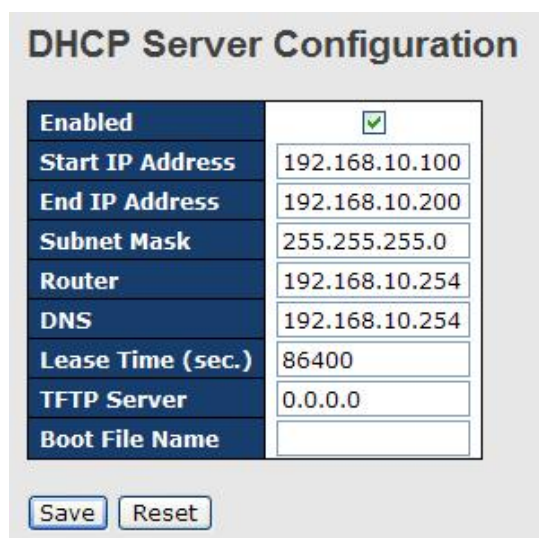 DHCP Server Configuration
Enabled
Start IP Address 192.168.10.100
End IP Address 192.168.10.200
Subnet Mask 255.255.255.0
Router 192.168.10.254
DNS 192.168.10.254
Lease Time (sec.) 86400
TFTP Server 0.0.0.0
Boot File Name
Save Reset